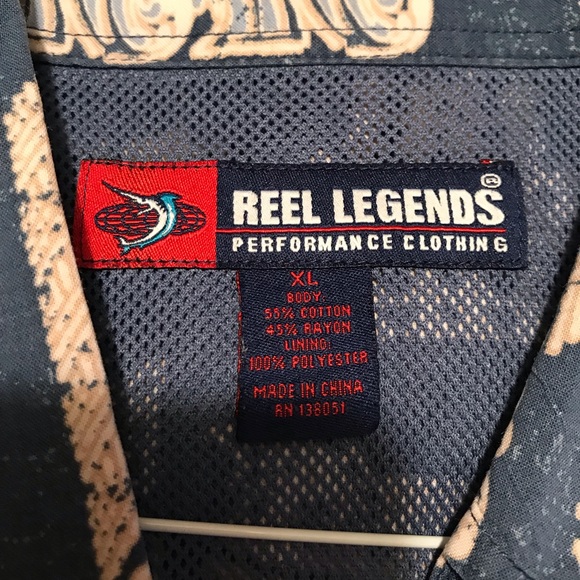 REEL LEGENDS®
PERFORMANCE CLOTHING
XL
BODY:
55% COTTON
45% RAYON
LINING:
100% POLYESTER
MADE IN CHINA
RN 138051